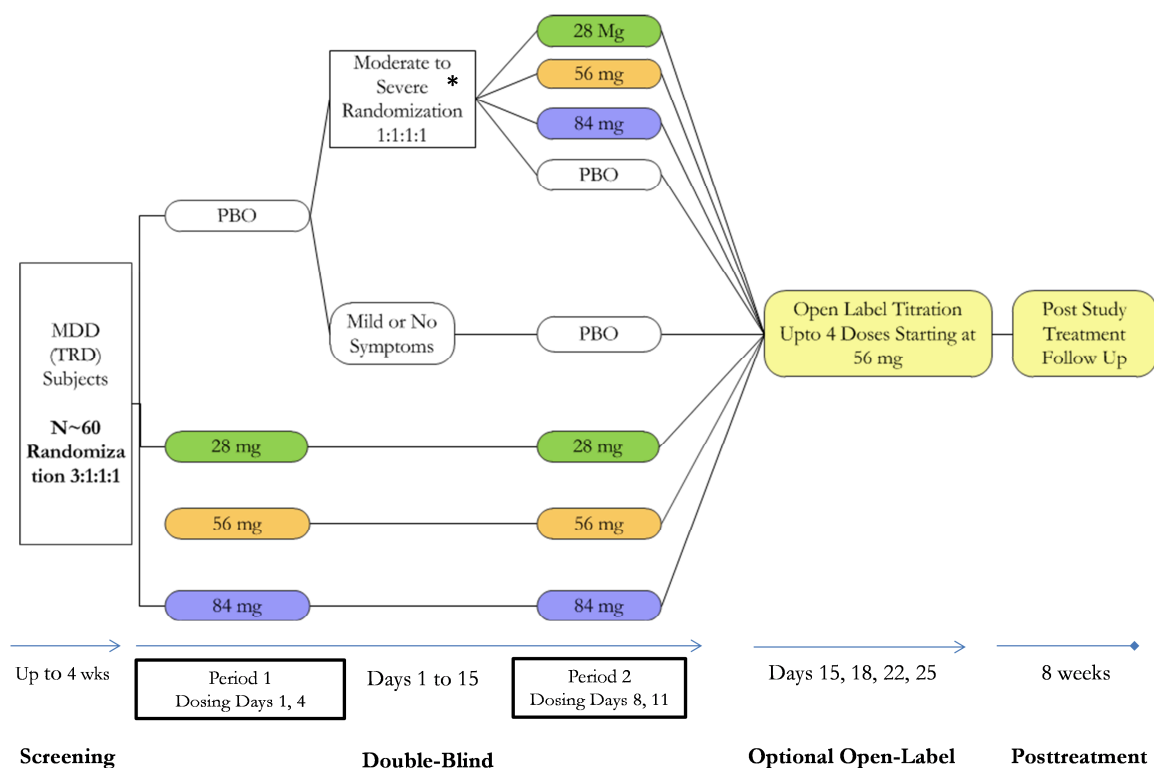 28 Mg
Moderate to
Severe *
Randomization
1:1:1:1
56 mg
84 mg
PBO
PBO
MDD
(TRD)
Subjects
N~60
Randomiza
tion 3:1:1:1
Mild or No
Symptoms
PBO
Open Label Titration
Upto 4 Doses Starting at
56 mg
Post Study
Treatment
Follow Up
28 mg
28 mg
56 mg
56 mg
84 mg
84 mg
Up to 4 wks
Period 1
Dosing Days 1, 4
Days 1 to 15
Period 2
Dosing Days 8, 11
Days 15, 18, 22, 25
8 weeks
Screening
Double-Blind
Optional Open-Label
Posttreatment